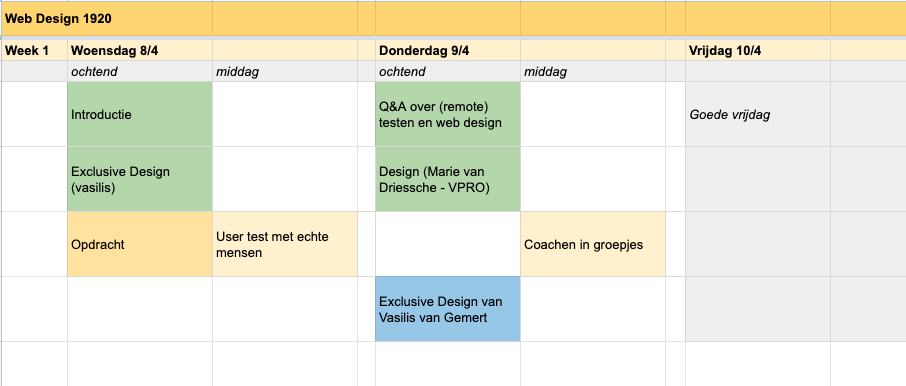 Web Design 1920
Week 1 Woensdag 8/4 Donderdag 9/4 Vrijdag 10/4
ochtend middag ochtend middag
Introductie
Q&A over (remote)
testen en web design
Goede vrijdag
Exclusive Design
(vasilis)
Design (Marie van
Driessche - VPRO)
Opdracht
User test met echte
mensen
Coachen in groepjes
Exclusive Design van
Vasilis van Gemert